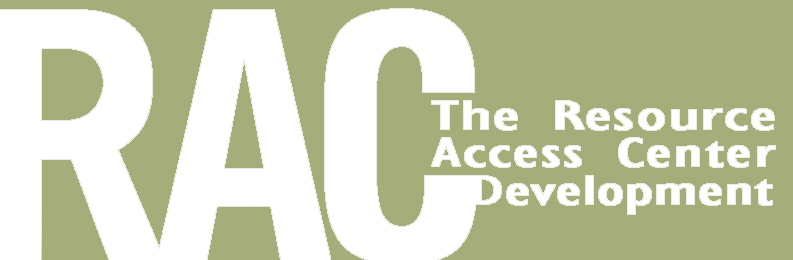 RAC
The Resource
Access Center
Development